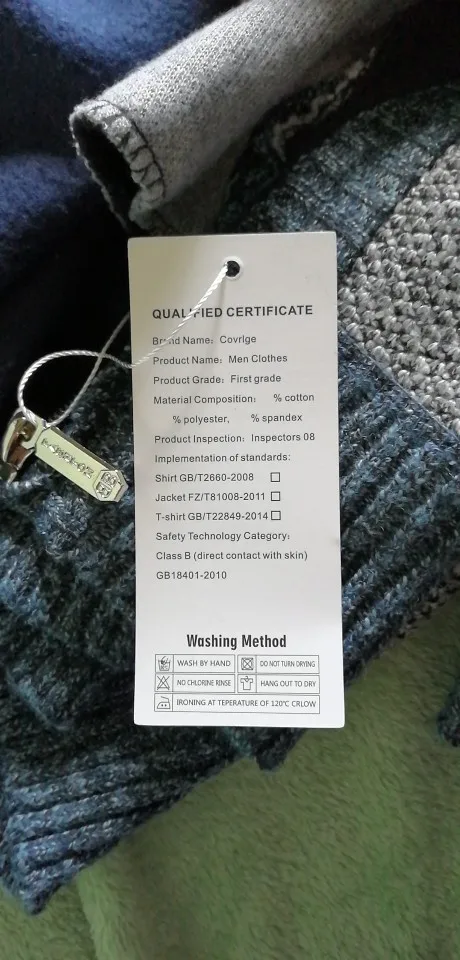 QUALIFIED CERTIFICATE
Brand Name: Covrlge
Product Name: Men Clothes
Product Grade: First grade
Material Composition: % cotton
% polyester, % spandex
Product Inspection: Inspectors 08
Implementation of standards:
Shirt GB/T2660-2008 □
Jacket FZ/T81008-2011 □
T-shirt GB/T22849-2014 □
Safety Technology Category:
Class B (direct contact with skin)
GB18401-2010
Washing Method
WASH BY HAND DO NOT TURN DRYING
NO CHLORINE RINSE HANG OUT TO DRY
IRONING AT TEPERATURE OF 120℃ CRLOW